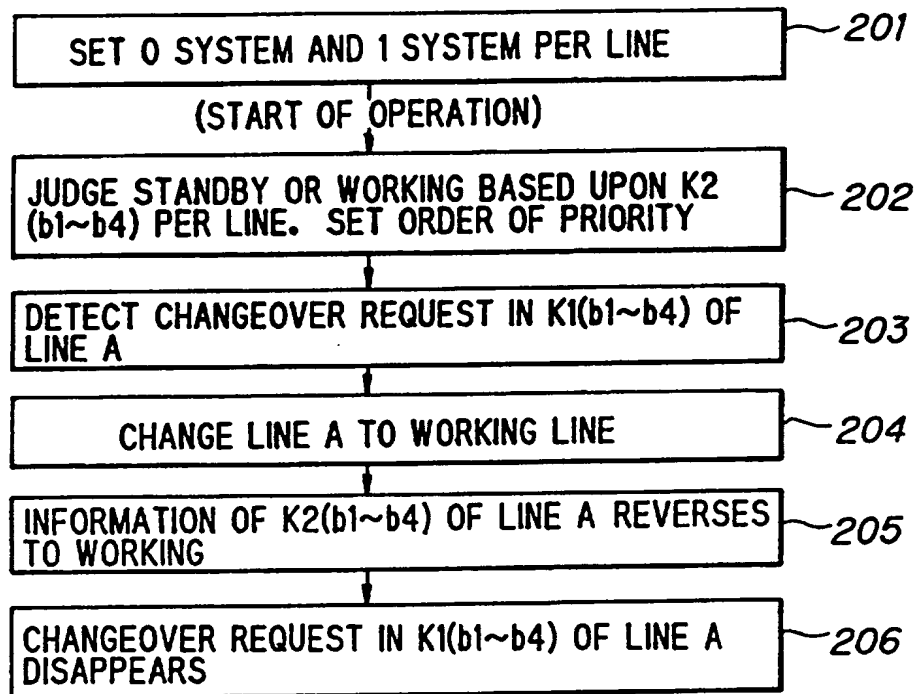 SET 0 SYSTEM AND 1 SYSTEM PER LINE
201
(START OF OPERATION)
JUDGE STANDBY OR WORKING BASED UPON K2
(b1~b4) PER LINE. SET ORDER OF PRIORITY
202
DETECT CHANGEOVER REQUEST IN K1(b1~b4) OF
LINE A
203
CHANGE LINE A TO WORKING LINE
204
INFORMATION OF K2(b1~b4) OF LINE A REVERSES
TO WORKING
205
CHANGEOVER REQUEST IN K1(b1~b4) OF LINE A
DISAPPEARS
206